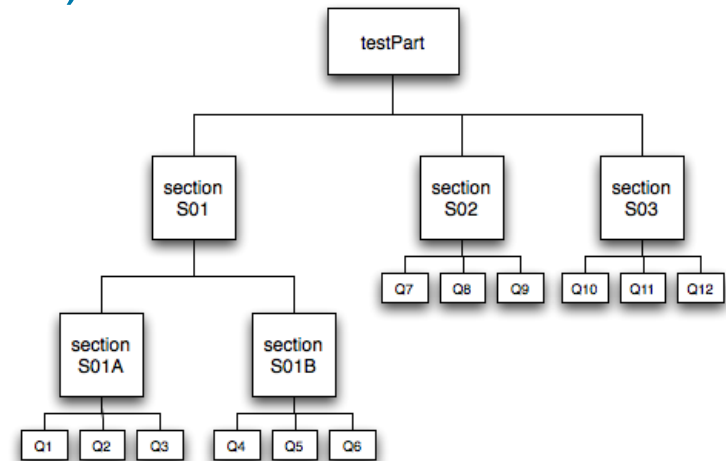 testPart
section
S01
section
S02
section
S03
Q7
Q8
Q9
Q10
Q11
Q12
section
S01A
section
S01B
Q1
Q2
Q3
Q4
Q5
Q6